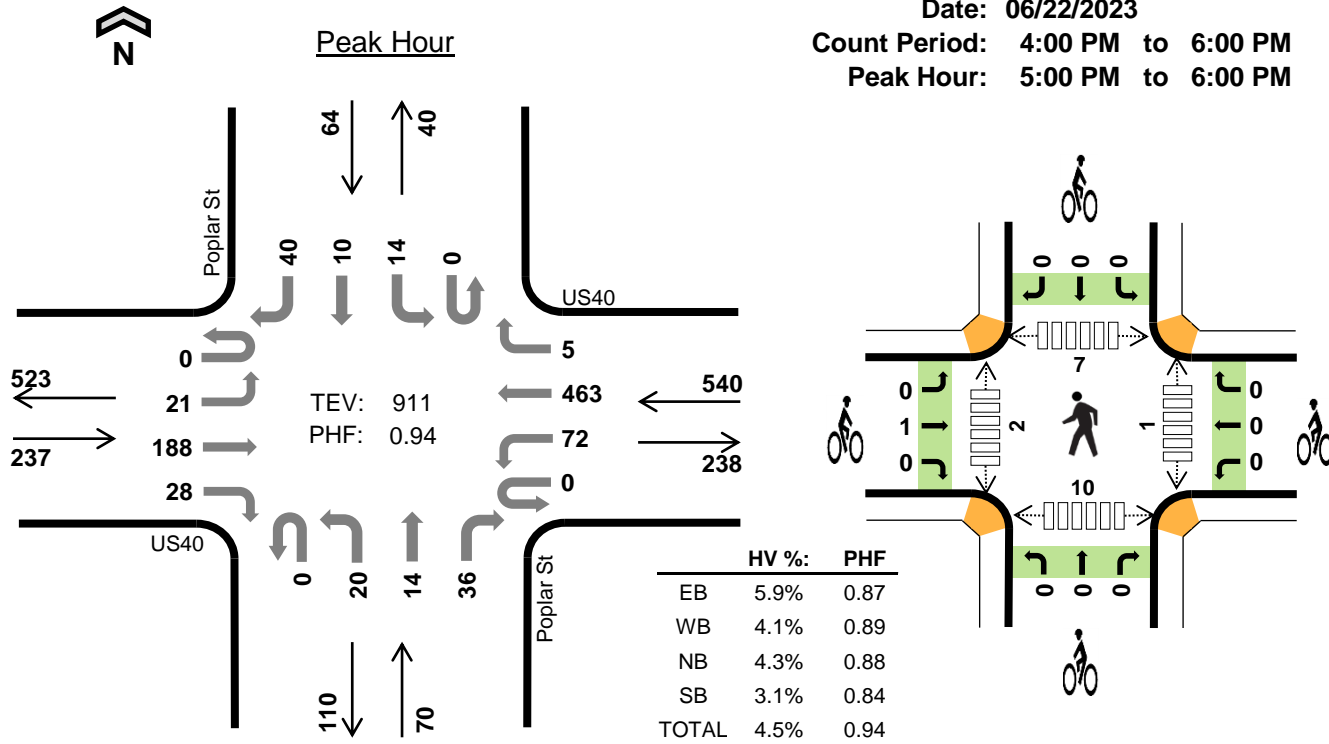 N
Peak Hour
Date: 06/22/2023
Count Period: 4:00 PM to 6:00 PM
Peak Hour: 5:00 PM to 6:00 PM
64
40
Poplar St
40
10
14
0
US40
0
21
188
28
523
237
TEV: 911
PHF: 0.94
5
463
72
0
540
238
US40
0
20
14
36
Poplar St
110
70
HV %: PHF
EB 5.9% 0.87
WB 4.1% 0.89
NB 4.3% 0.88
SB 3.1% 0.84
TOTAL 4.5% 0.94
0 0 0
7
0
1
0
2
1
0
0
0
10
0 0 0